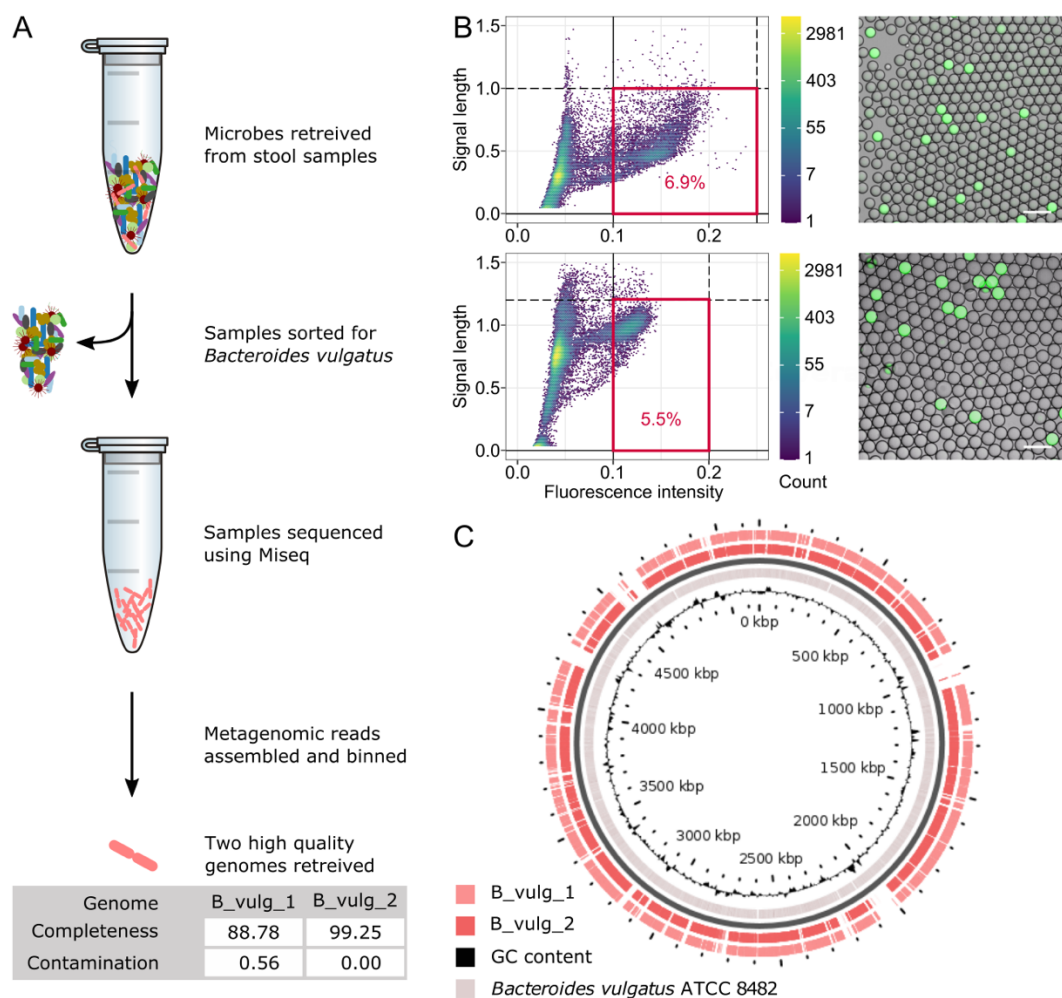 A
Microbes retreived
from stool samples
Samples sorted for
Bacteroides vulgatus
Samples sequenced
using Miseq
Metagenomic reads
assembled and binned
Two high quality
genomes retreived
Genome B_vulg_1 B_vulg_2
Completeness 88.78 99.25
Contamination 0.56 0.00
B
Signal length
1.5
1.0
0.5
0.0
6.9%
0.0 0.1 0.2
2981
403
55
7
1
Signal length
1.5
1.0
0.5
0.0
5.5%
0.0 0.1 0.2
Fluorescence intensity
2981
403
55
7
1
Count
C
0 kbp
500 kbp
1000 kbp
1500 kbp
2000 kbp
2500 kbp
3000 kbp
3500 kbp
4000 kbp
4500 kbp
B_vulg_1
B_vulg_2
GC content
Bacteroides vulgatus ATCC 8482